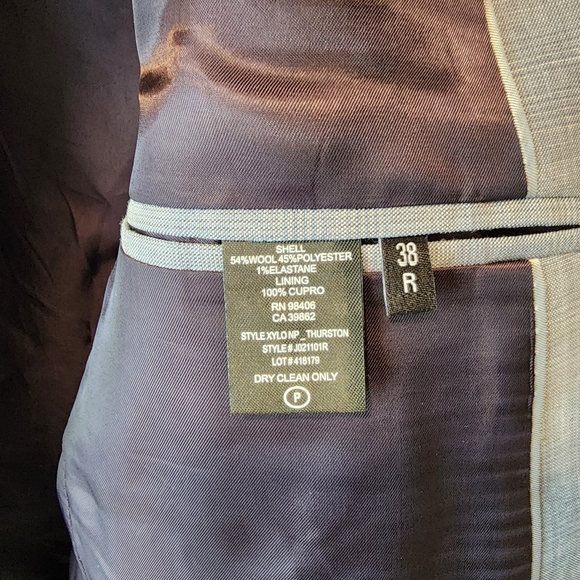 SHELL
54%WOOL 45%POLYESTER
1%ELASTANE
LINING
100% CUPRO
RN 98406
CA 39862
STYLE XYLO NP_THURSTON
STYLE # J021101R
LOT # 416179
DRY CLEAN ONLY
P
38
R